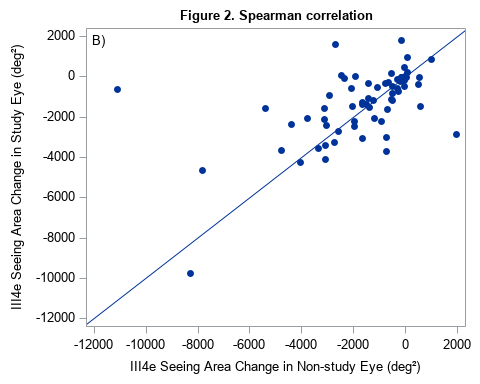 Figure 2. Spearman correlation
B)
III4e Seeing Area Change in Study Eye (deg²)
2000
0
-2000
-4000
-6000
-8000
-10000
-12000
-12000 -10000 -8000 -6000 -4000 -2000 0 2000
III4e Seeing Area Change in Non-study Eye (deg²)